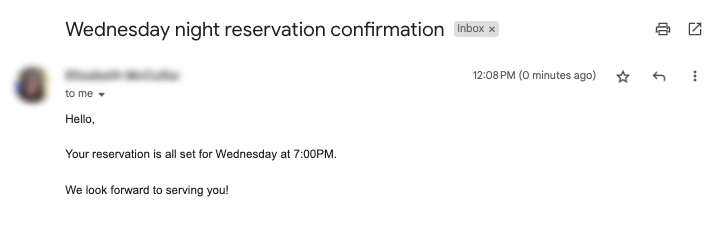 Wednesday night reservation confirmation Inbox ×
12:08 PM (0 minutes ago)
to me
Hello,
Your reservation is all set for Wednesday at 7:00PM.
We look forward to serving you!